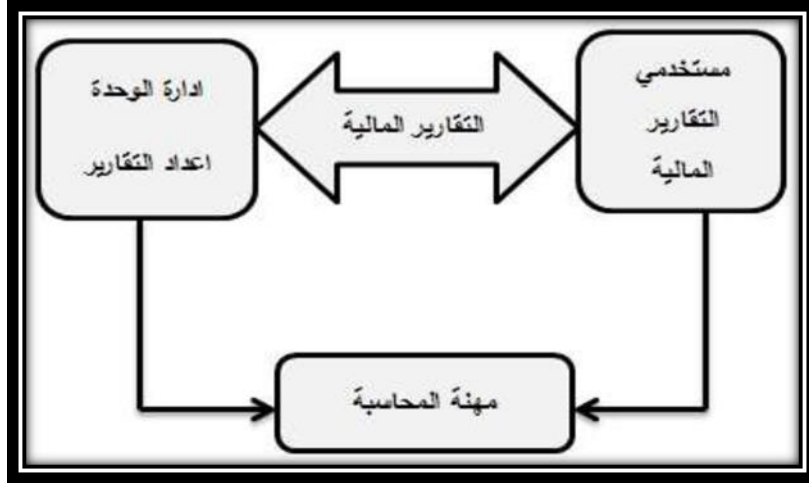 مستخدمي
التقارير
المالية
التقارير المالية
ادارة الوحدة
اعداد التقارير
مهنة المحاسبة